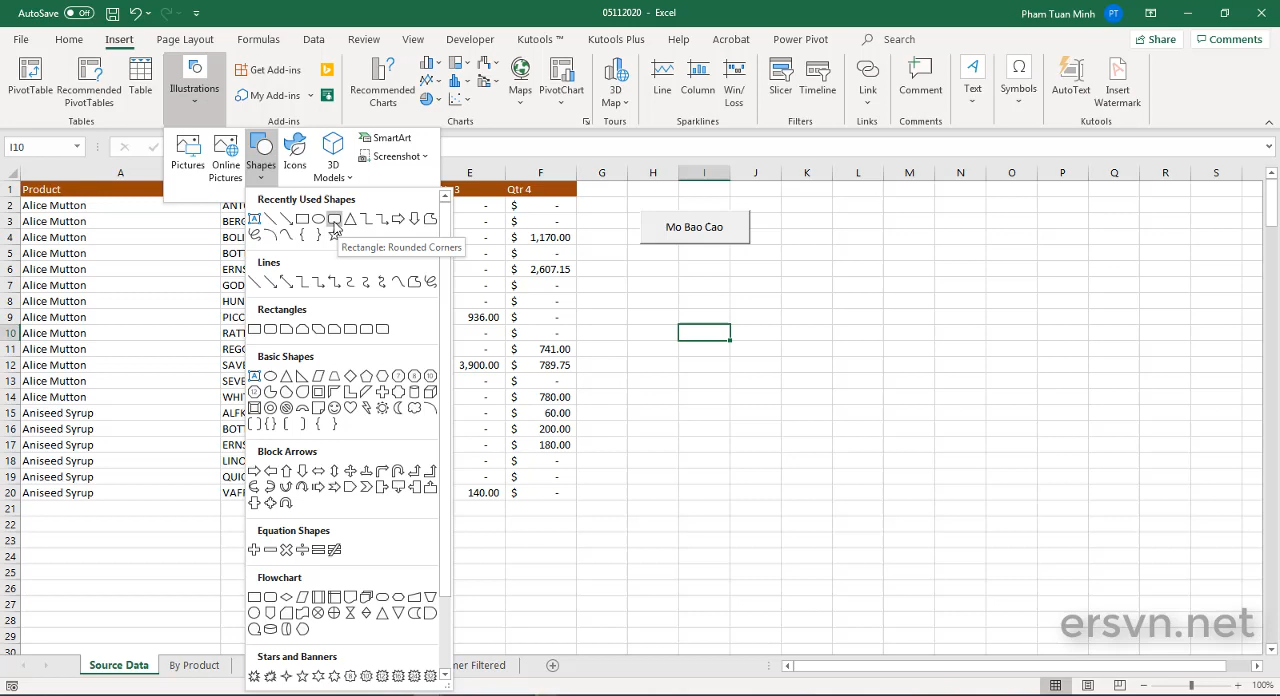 AutoSave Off
05112020 - Excel
Pham Tuan Minh PT
File Home Insert Page Layout Formulas Data Review View Developer Kutools ™ Kutools Plus Help Acrobat Power Pivot Search
Share Comments
PivotTable Recommended PivotTables Table
Tables
Illustrations
Get Add-ins
My Add-ins
Add-ins
Recommended Charts
Maps PivotChart
Charts
3D Map
Tours
Line Column Win/Loss
Sparklines
Slicer Timeline
Filters
Link
Links
Comment
Comments
Text
Symbols
AutoText Insert Watermark
Kutools
Pictures Online Pictures Shapes Icons 3D Models
SmartArt
Screenshot
I10
A E F G H I J K L M N O P Q R S
Recently Used Shapes
Rectangle: Rounded Corners
Lines
Rectangles
Basic Shapes
Block Arrows
Equation Shapes
Flowchart
Stars and Banners
1 Product 3 Qtr 4
2 Alice Mutton ANTO - $ -
3 Alice Mutton BERG - $ -
4 Alice Mutton BOLI - $ 1,170.00
5 Alice Mutton BOTT - $ -
6 Alice Mutton ERNS - $ 2,607.15
7 Alice Mutton GOD - $ -
8 Alice Mutton HUN - $ -
9 Alice Mutton PICC 936.00 $ -
10 Alice Mutton RATT - $ -
11 Alice Mutton REGG - $ 741.00
12 Alice Mutton SAVE 3,900.00 $ 789.75
13 Alice Mutton SEVE - $ -
14 Alice Mutton WHIT - $ 780.00
15 Aniseed Syrup ALFK - $ 60.00
16 Aniseed Syrup BOTT - $ 200.00
17 Aniseed Syrup ERNS - $ 180.00
18 Aniseed Syrup LINO - $ -
19 Aniseed Syrup QUIC - $ -
20 Aniseed Syrup VAFF 140.00 $ -
21
22
23
24
25
26
27
28
29
30
Mo Bao Cao
ersvn.net
Source Data By Product mer Filtered
100%